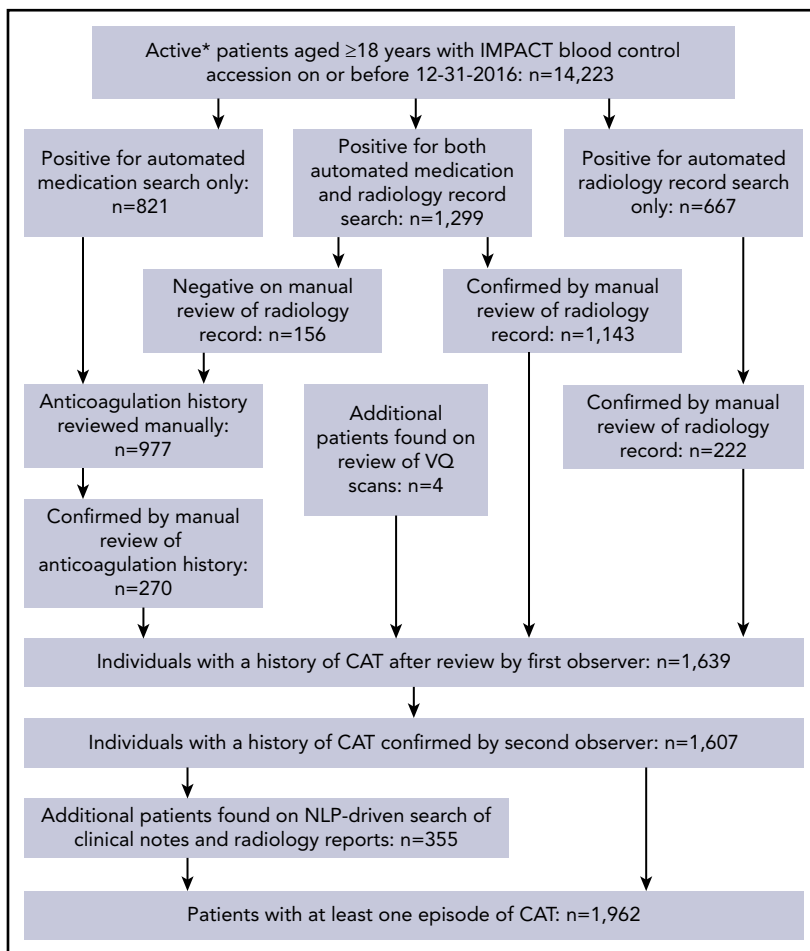 Active* patients aged ≥18 years with IMPACT blood control
accession on or before 12-31-2016: n=14,223
Positive for automated
medication search only:
n=821
Positive for both
automated medication
and radiology record
search: n=1,299
Positive for automated
radiology record search
only: n=667
Negative on manual
review of radiology
record: n=156
Confirmed by manual
review of radiology
record: n=1,143
Anticoagulation history
reviewed manually:
n=977
Additional
patients found on
review of VQ
scans: n=4
Confirmed by manual
review of radiology
record: n=222
Confirmed by manual
review of
anticoagulation history:
n=270
Individuals with a history of CAT after review by first observer: n=1,639
Individuals with a history of CAT confirmed by second observer: n=1,607
Additional patients found on NLP-driven search of
clinical notes and radiology reports: n=355
Patients with at least one episode of CAT: n=1,962